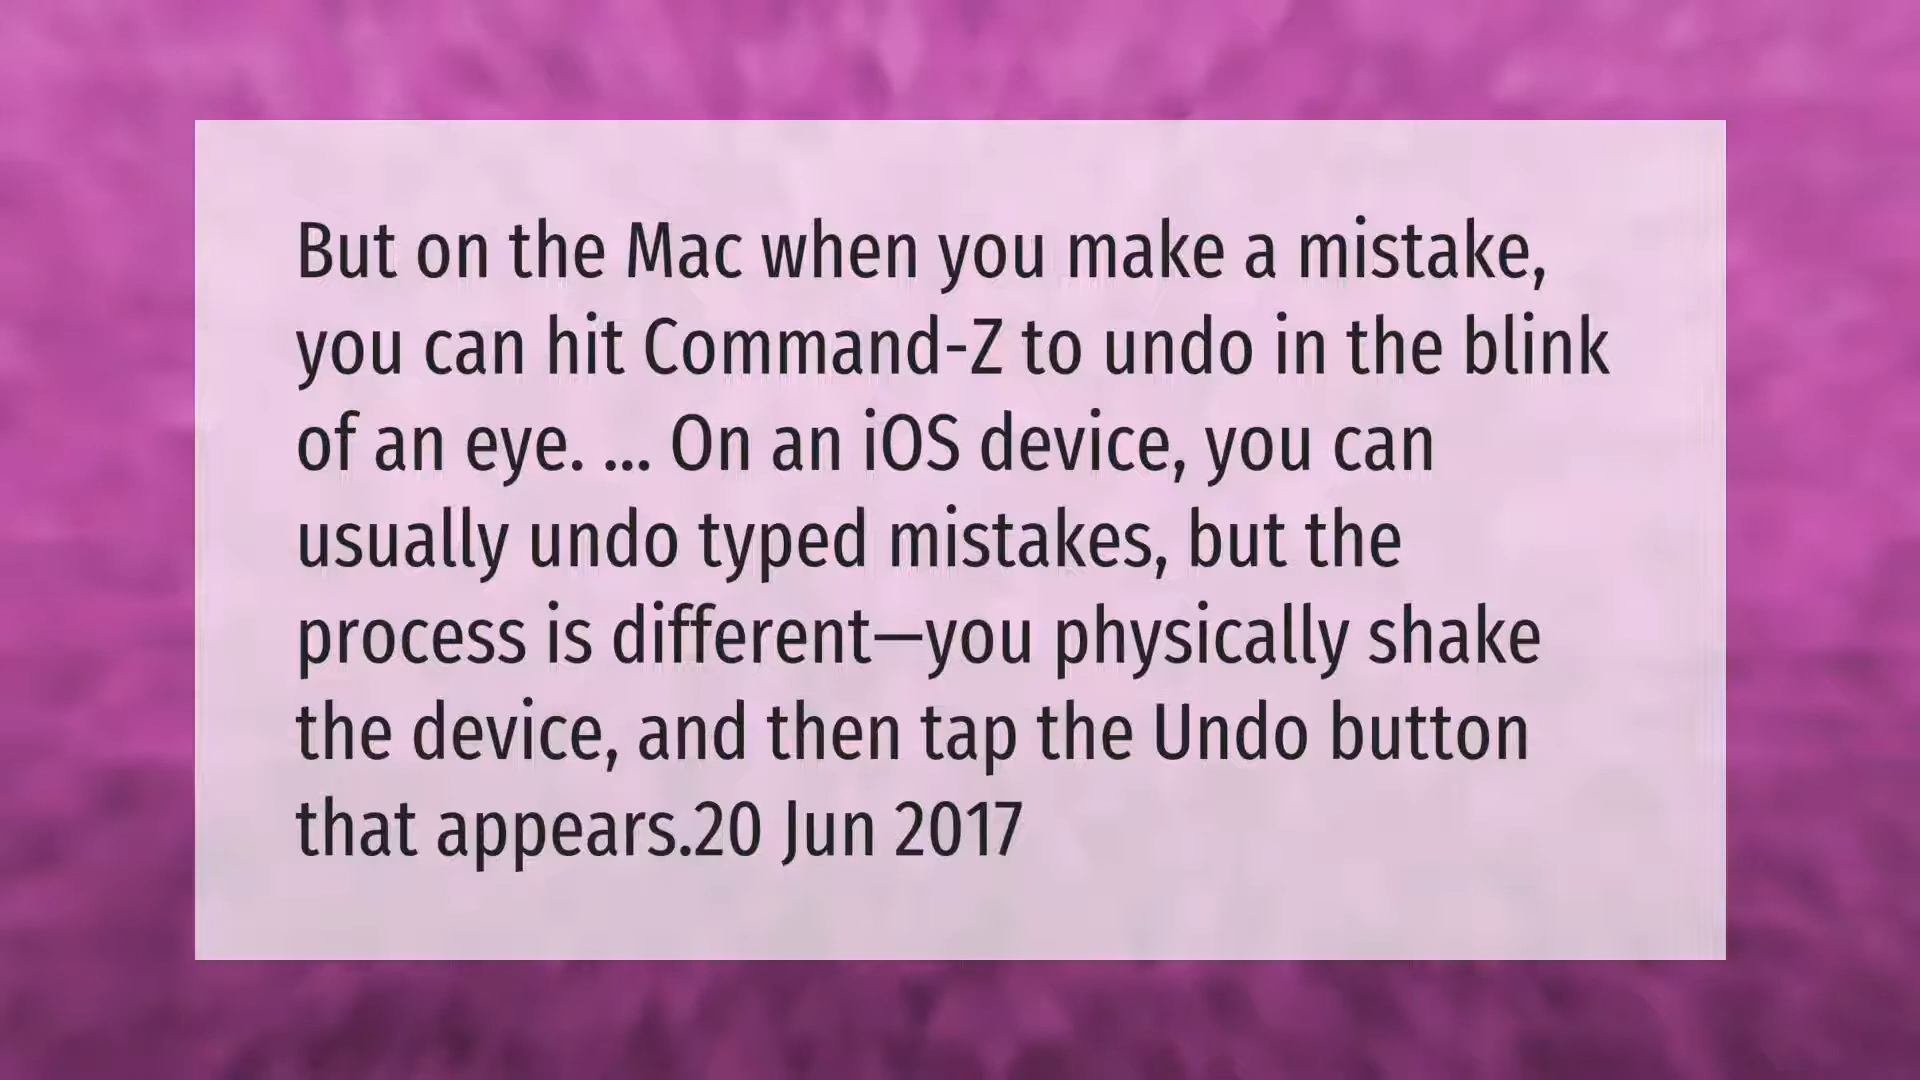 But on the Mac when you make a mistake,
you can hit Command-Z to undo in the blink
of an eye. ... On an iOS device, you can
usually undo typed mistakes, but the
process is different—you physically shake
the device, and then tap the Undo button
that appears.20 Jun 2017